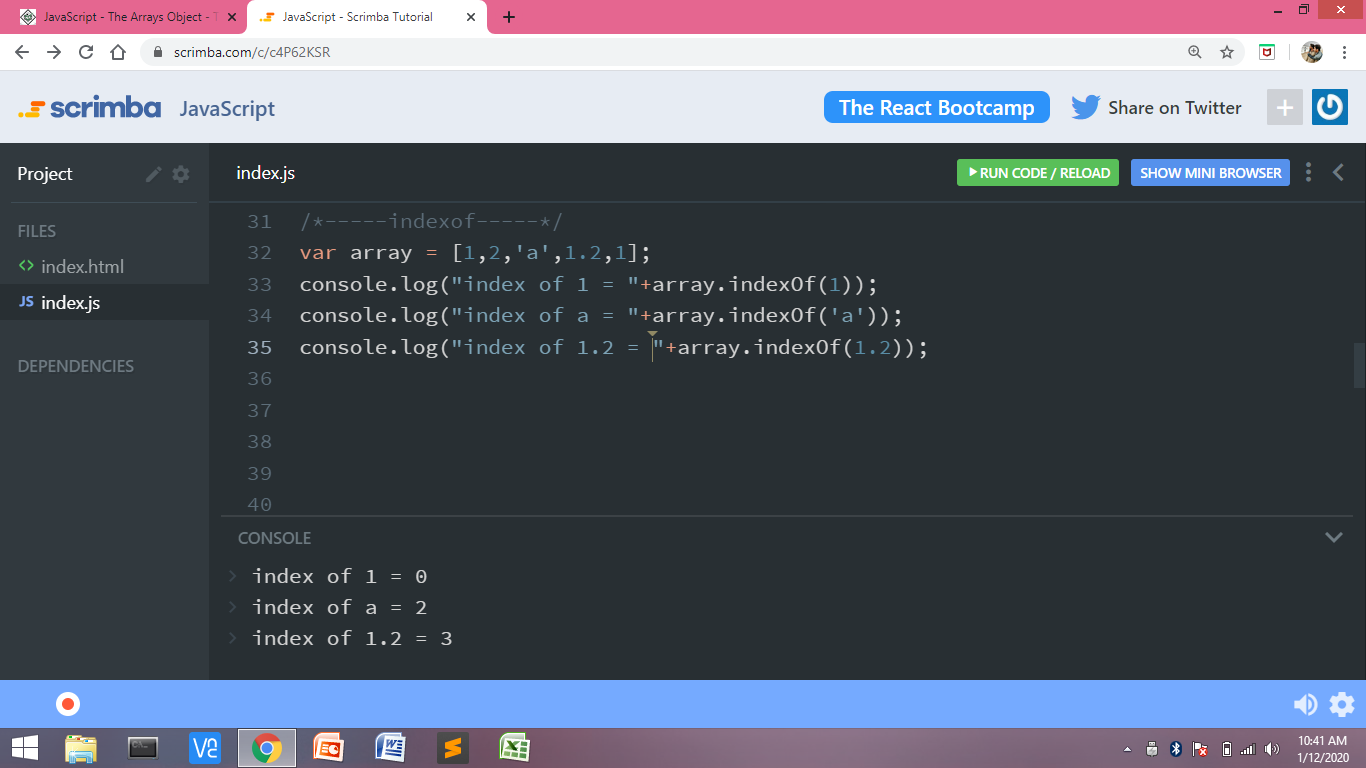 JavaScript - The Arrays Object - T
JavaScript - Scrimba Tutorial
scrimba.com/c/c4P62KSR
scrimba JavaScript
The React Bootcamp
Share on Twitter
Project
index.js
RUN CODE / RELOAD
SHOW MINI BROWSER
FILES
<> index.html
JS index.js
DEPENDENCIES
31 /*-----indexof-----*/
32 var array = [1,2,'a',1.2,1];
33 console.log("index of 1 = "+array.indexOf(1));
34 console.log("index of a = "+array.indexOf('a'));
35 console.log("index of 1.2 = "+array.indexOf(1.2));
36
37
38
39
40
CONSOLE
index of 1 = 0
index of a = 2
index of 1.2 = 3
10:41 AM
1/12/2020